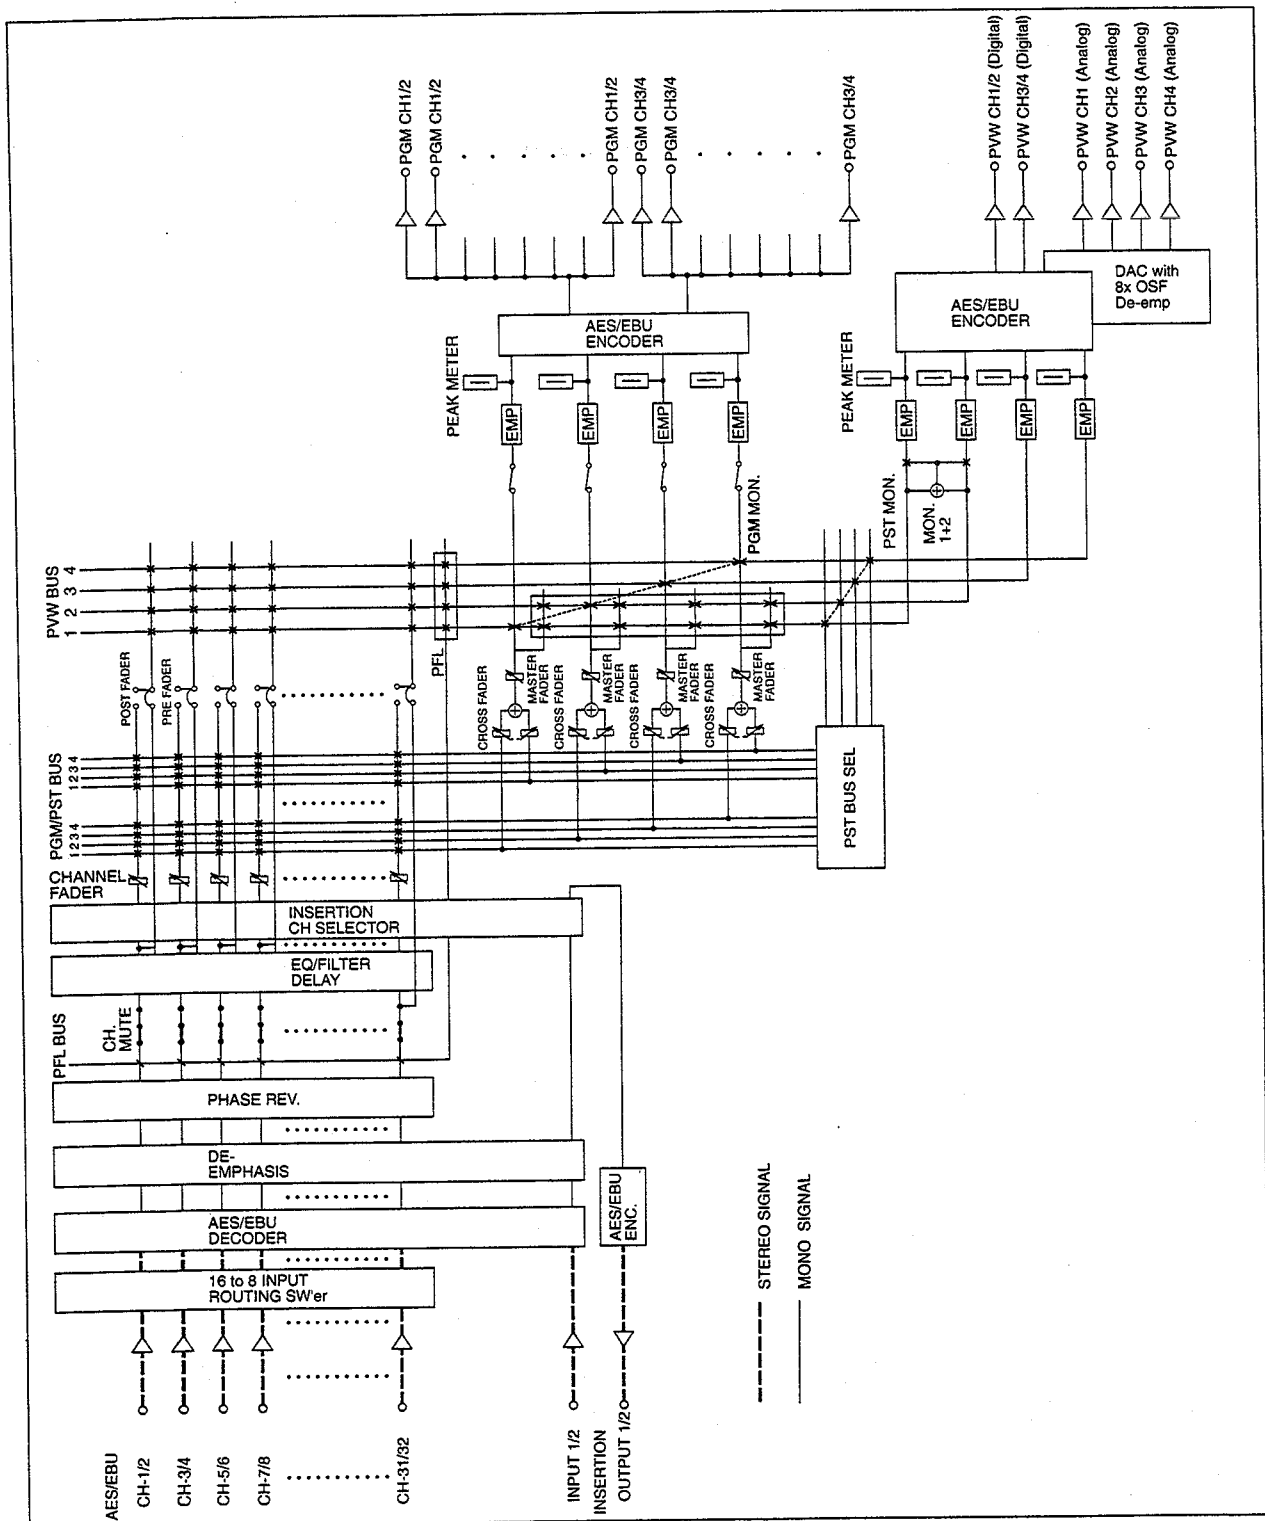 PGM CH1/2
PGM CH1/2
PGM CH1/2
PGM CH3/4
PGM CH3/4
PGM CH3/4
PVW CH1/2 (Digital)
PVW CH3/4 (Digital)
PVW CH1 (Analog)
PVW CH2 (Analog)
PVW CH3 (Analog)
PVW CH4 (Analog)
DAC with
8x OSF
De-emp
AES/EBU
ENCODER
AES/EBU
ENCODER
PEAK METER
PEAK METER
EMP
EMP
EMP
EMP
EMP
EMP
EMP
EMP
PGM MON.
PST MON.
MON.
1+2
PVW BUS
1
2
3
4
POST FADER
PRE FADER
PFL
CROSS FADER
MASTER
FADER
CROSS FADER
MASTER
FADER
CROSS FADER
MASTER
FADER
CROSS FADER
MASTER
FADER
PGM/PST BUS
1 2 3 4
1 2 3 4
PST BUS SEL
CHANNEL
FADER
INSERTION
CH SELECTOR
EQ/FILTER
DELAY
PFL BUS
CH.
MUTE
PHASE REV.
DE-
EMPHASIS
AES/EBU
DECODER
AES/EBU
ENC.
16 to 8 INPUT
ROUTING SW'er
STEREO SIGNAL
MONO SIGNAL
AES/EBU
CH-1/2
CH-3/4
CH-5/6
CH-7/8
CH-31/32
INPUT 1/2
INSERTION
OUTPUT 1/2